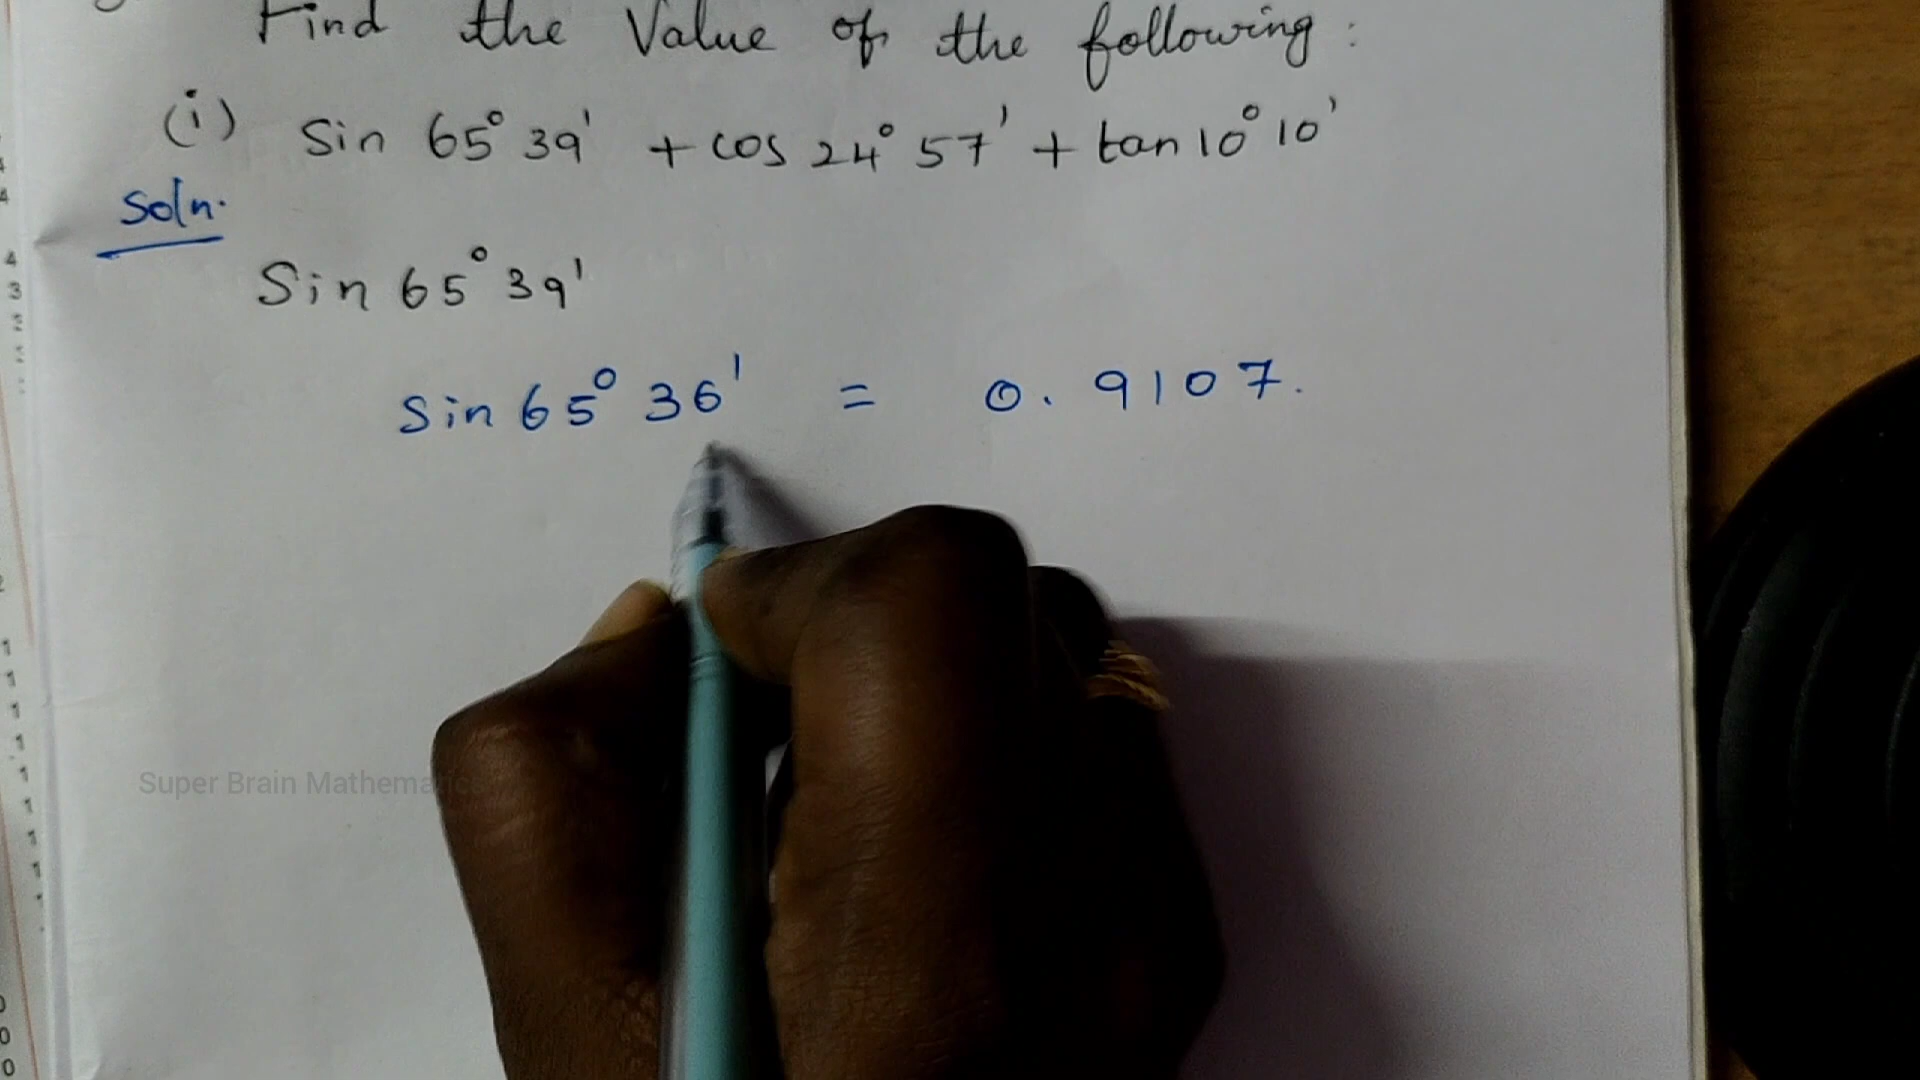 Find the Value of the following:
(i) Sin 65° 39' + cos 24° 57' + tan 10° 10'
Soln.
Sin 65° 39'
Sin 65° 36' = 0.9107.
Super Brain Mathematics